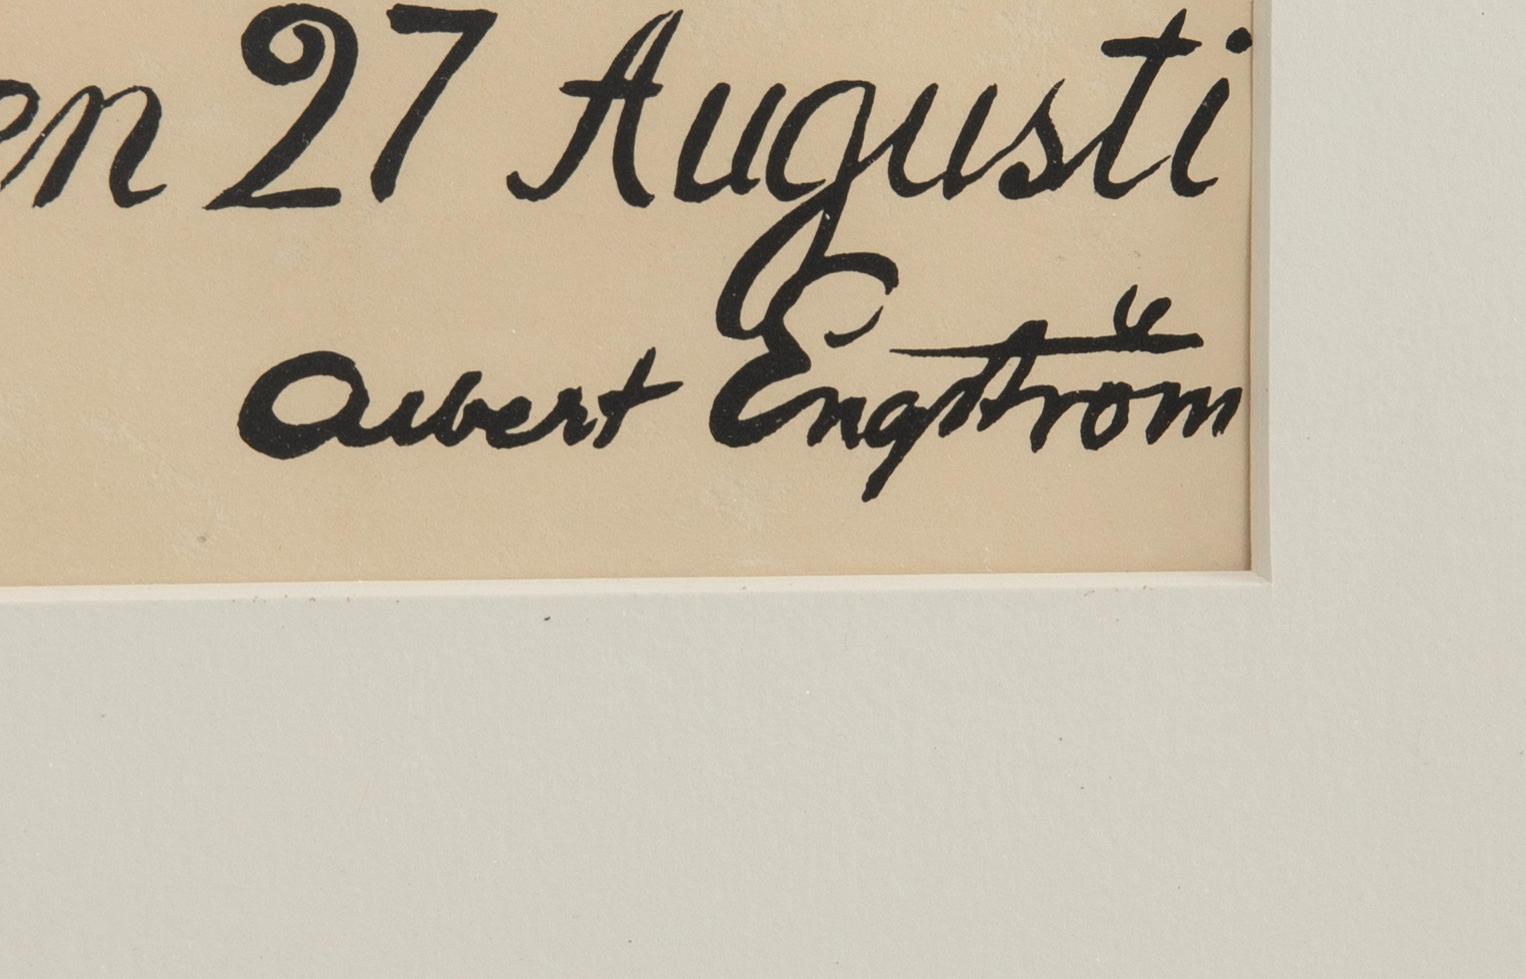 en 27 Augusti
Albert Engström